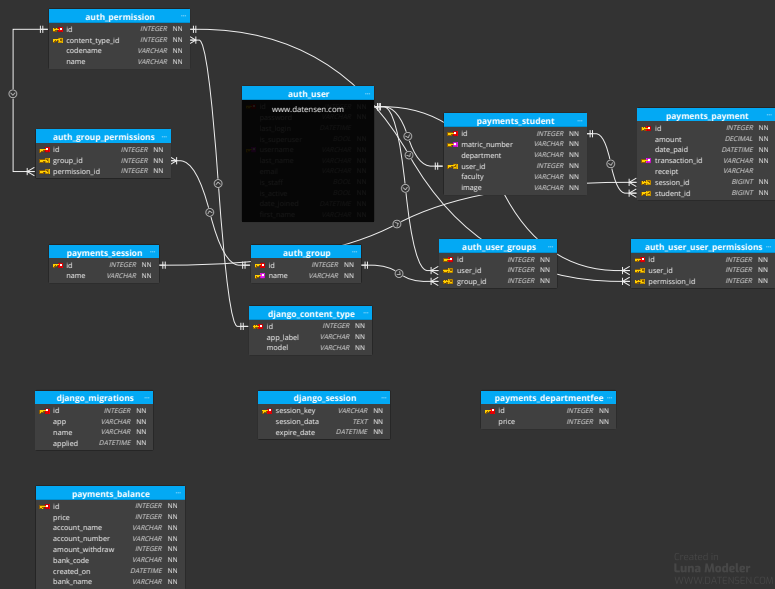 auth_permission ...
id INTEGER NN
content_type_id INTEGER NN
codename VARCHAR NN
name VARCHAR NN
auth_group_permissions ...
id INTEGER NN
group_id INTEGER NN
permission_id INTEGER NN
auth_user ...
www.datensen.com
payments_student ...
id INTEGER NN
matric_number VARCHAR NN
department VARCHAR NN
user_id INTEGER NN
faculty VARCHAR NN
image VARCHAR NN
payments_payment ...
id INTEGER NN
amount DECIMAL NN
date_paid DATETIME NN
transaction_id VARCHAR NN
receipt VARCHAR
session_id BIGINT NN
student_id BIGINT NN
payments_session ...
id INTEGER NN
name VARCHAR NN
auth_group ...
id INTEGER NN
name VARCHAR NN
auth_user_groups ...
id INTEGER NN
user_id INTEGER NN
group_id INTEGER NN
auth_user_user_permissions ...
id INTEGER NN
user_id INTEGER NN
permission_id INTEGER NN
django_content_type ...
id INTEGER NN
app_label VARCHAR NN
model VARCHAR NN
django_migrations ...
id INTEGER NN
app VARCHAR NN
name VARCHAR NN
applied DATETIME NN
django_session ...
session_key VARCHAR NN
session_data TEXT NN
expire_date DATETIME NN
payments_departmentfee ...
id INTEGER NN
price INTEGER NN
payments_balance ...
id INTEGER NN
price INTEGER NN
account_name VARCHAR NN
account_number VARCHAR NN
amount_withdraw INTEGER NN
bank_code VARCHAR NN
created_on DATETIME NN
bank_name VARCHAR NN
Created in
Luna Modeler
WWW.DATENSEN.COM